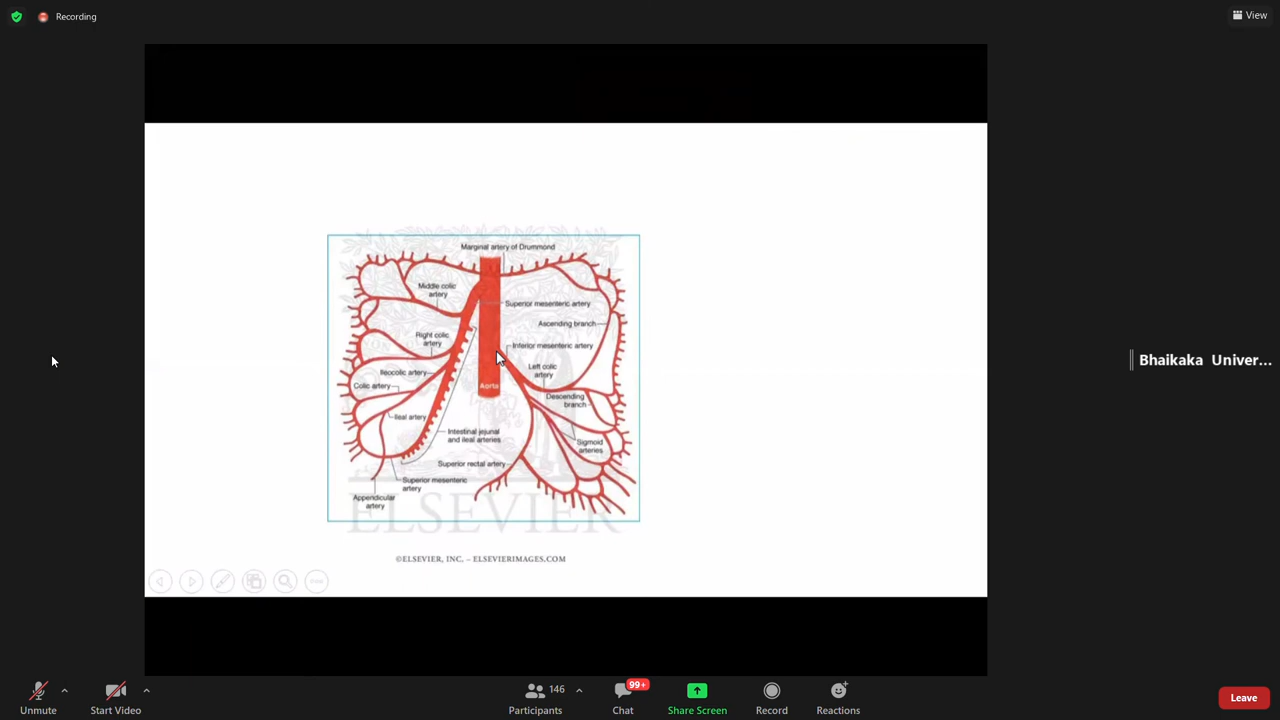 Recording
View
Marginal artery of Drummond
Middle colic
artery
Superior mesenteric artery
Ascending branch
Right colic
artery
Inferior mesenteric artery
Ileocolic artery
Left colic
artery
Colic artery
Aorta
Descending
branch
Ileal artery
Intestinal jejunal
and ileal arteries
Sigmoid
arteries
Superior rectal artery
Superior mesenteric
artery
Appendicular
artery
ELSEVIER
©ELSEVIER, INC. – ELSEVIERIMAGES.COM
Bhaikaka Univer...
Unmute
Start Video
146
Participants
99+
Chat
Share Screen
Record
Reactions
Leave